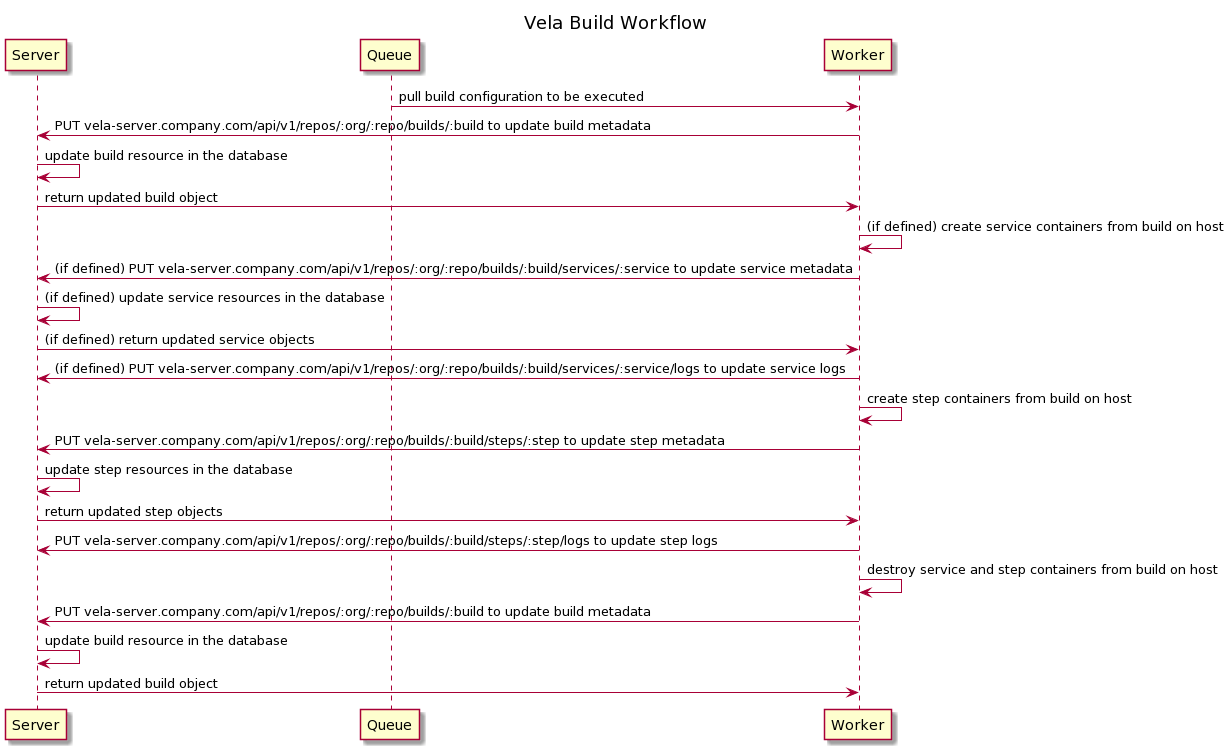 Vela Build Workflow
Server
Queue
Worker
pull build configuration to be executed
PUT vela-server.company.com/api/v1/repos/:org/:repo/builds/:build to update build metadata
update build resource in the database
return updated build object
(if defined) create service containers from build on host
(if defined) PUT vela-server.company.com/api/v1/repos/:org/:repo/builds/:build/services/:service to update service metadata
(if defined) update service resources in the database
(if defined) return updated service objects
(if defined) PUT vela-server.company.com/api/v1/repos/:org/:repo/builds/:build/services/:service/logs to update service logs
create step containers from build on host
PUT vela-server.company.com/api/v1/repos/:org/:repo/builds/:build/steps/:step to update step metadata
update step resources in the database
return updated step objects
PUT vela-server.company.com/api/v1/repos/:org/:repo/builds/:build/steps/:step/logs to update step logs
destroy service and step containers from build on host
PUT vela-server.company.com/api/v1/repos/:org/:repo/builds/:build to update build metadata
update build resource in the database
return updated build object
Server
Queue
Worker